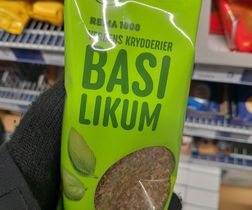 REMA 1000
VERDENS KRYDDERIER
BASI
LIKUM